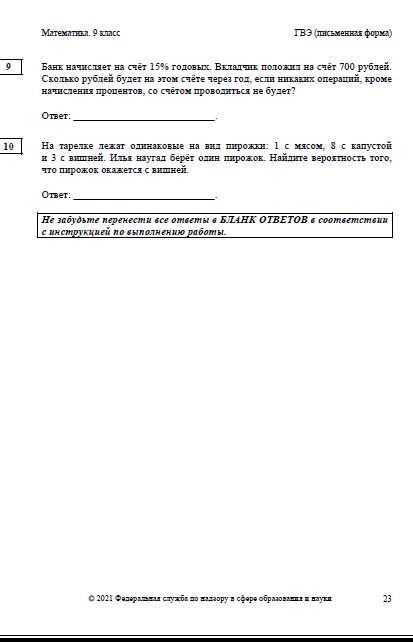 Математика. 9 класс ГВЭ (письменная форма)
9 Банк начисляет на счёт 15% годовых. Вкладчик положил на счёт 700 рублей.
Сколько рублей будет на этом счёте через год, если никаких операций, кроме
начисления процентов, со счётом проводиться не будет?
Ответ: ___________________________.
10 На тарелке лежат одинаковые на вид пирожки: 1 с мясом, 8 с капустой
и 3 с вишней. Илья наугад берёт один пирожок. Найдите вероятность того,
что пирожок окажется с вишней.
Ответ: ___________________________.
Не забудьте перенести все ответы в БЛАНК ОТВЕТОВ в соответствии
с инструкцией по выполнению работы.
© 2021 Федеральная служба по надзору в сфере образования и науки 23